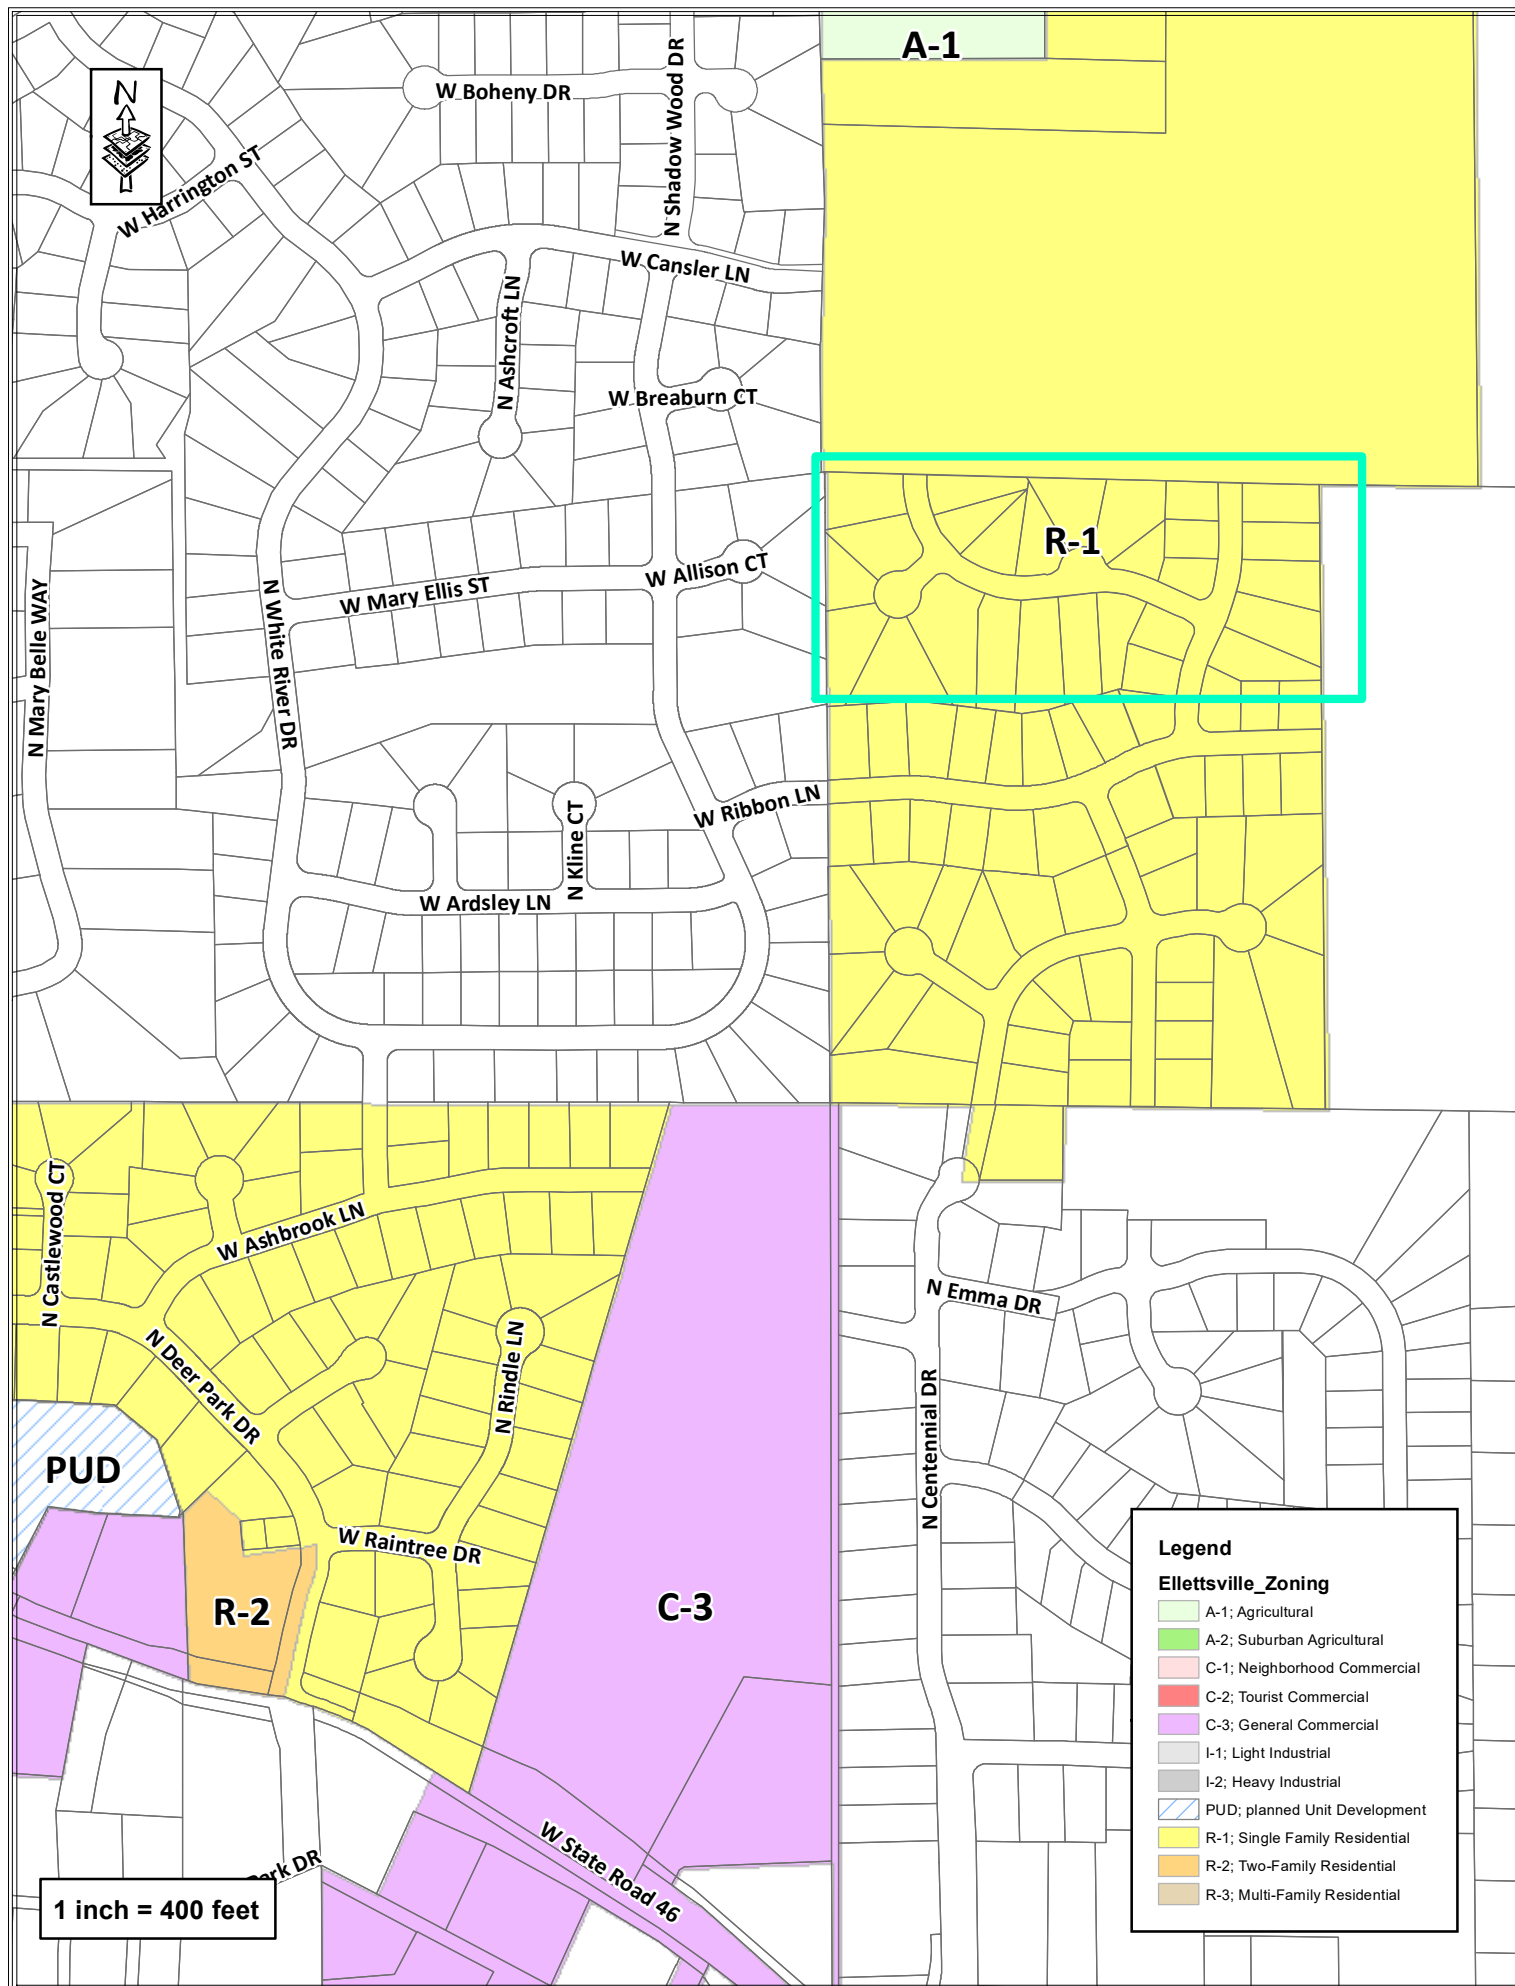 A-1
W Boheny DR
N Shadow Wood DR
N
W Harrington ST
W Cansler LN
N Ashcroft LN
W Breaburn CT
R-1
W Allison CT
W Mary Ellis ST
N White River DR
N Mary Belle WAY
W Ribbon LN
N Kline CT
W Ardsley LN
N Castlewood CT
W Ashbrook LN
N Emma DR
N Deer Park DR
N Rindle LN
N Centennial DR
PUD
W Raintree DR
R-2
C-3
W State Road 46
Park DR
1 inch = 400 feet
Legend
Ellettsville_Zoning
A-1; Agricultural
A-2; Suburban Agricultural
C-1; Neighborhood Commercial
C-2; Tourist Commercial
C-3; General Commercial
I-1; Light Industrial
I-2; Heavy Industrial
PUD; planned Unit Development
R-1; Single Family Residential
R-2; Two-Family Residential
R-3; Multi-Family Residential